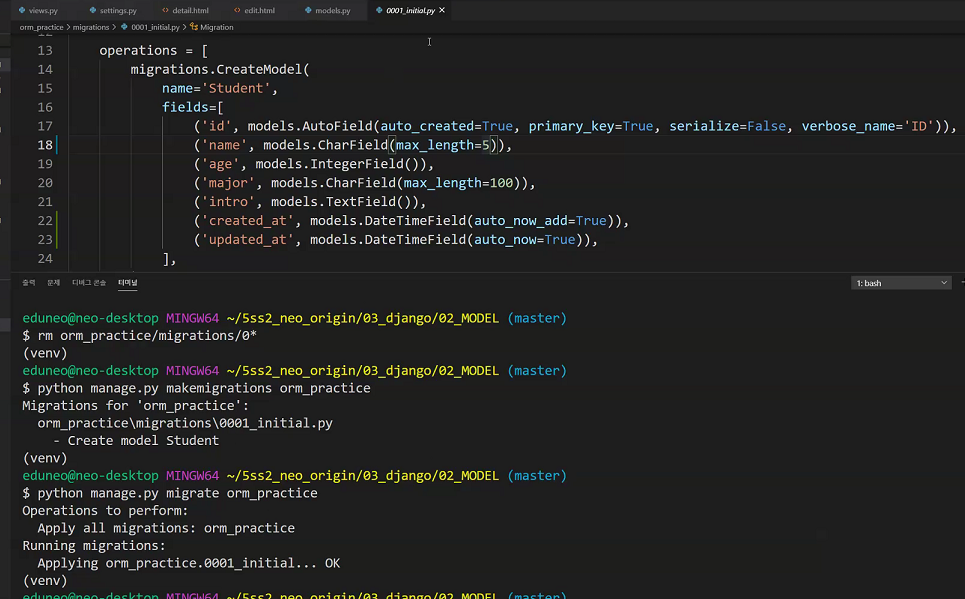 views.py settings.py detail.html edit.html models.py 0001_initial.py ×
orm_practice > migrations > 0001_initial.py > Migration
13 operations = [
14 migrations.CreateModel(
15 name='Student',
16 fields=[
17 ('id', models.AutoField(auto_created=True, primary_key=True, serialize=False, verbose_name='ID')),
18 ('name', models.CharField(max_length=5)),
19 ('age', models.IntegerField()),
20 ('major', models.CharField(max_length=100)),
21 ('intro', models.TextField()),
22 ('created_at', models.DateTimeField(auto_now_add=True)),
23 ('updated_at', models.DateTimeField(auto_now=True)),
24 ],
출력 문제 디버그 콘솔 터미널 1: bash
eduneo@neo-desktop MINGW64 ~/5ss2_neo_origin/03_django/02_MODEL (master)
$ rm orm_practice/migrations/0*
(venv)
eduneo@neo-desktop MINGW64 ~/5ss2_neo_origin/03_django/02_MODEL (master)
$ python manage.py makemigrations orm_practice
Migrations for 'orm_practice':
orm_practice\migrations\0001_initial.py
- Create model Student
(venv)
eduneo@neo-desktop MINGW64 ~/5ss2_neo_origin/03_django/02_MODEL (master)
$ python manage.py migrate orm_practice
Operations to perform:
Apply all migrations: orm_practice
Running migrations:
Applying orm_practice.0001_initial... OK
(venv)
eduneo@neo-desktop MINGW64 ~/5ss2_neo_origin/03_django/02_MODEL (master)